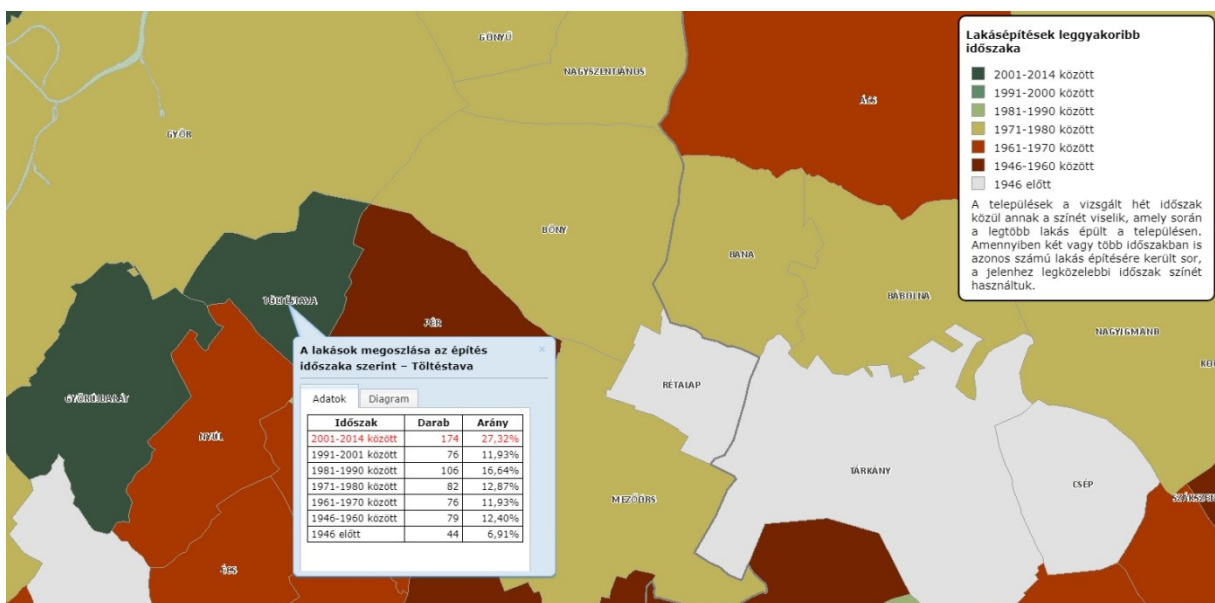 GÖNYŰ
NAGYSZENTJÁNOS
ÁCS
GYŐR
BŐNY
BANA
BÁBOLNA
NAGYIGMÁND
TÖLTÉSTAVA
PÉR
RÉTALAP
GYŐRÚJBARÁT
NYÚL
TÁRKÁNY
CSÉP
MEZŐÖRS
ÉCS
Lakásépítések leggyakoribb
időszaka
2001-2014 között
1991-2000 között
1981-1990 között
1971-1980 között
1961-1970 között
1946-1960 között
1946 előtt
A települések a vizsgált hét időszak
közül annak a színét viselik, amely során
a legtöbb lakás épült a településen.
Amennyiben két vagy több időszakban is
azonos számú lakás építésére került sor,
a jelenhez legközelebbi időszak színét
használtuk.
A lakások megoszlása az építés
időszaka szerint – Töltéstava
×
Adatok Diagram
Időszak Darab Arány
2001-2014 között 174 27,32%
1991-2001 között 76 11,93%
1981-1990 között 106 16,64%
1971-1980 között 82 12,87%
1961-1970 között 76 11,93%
1946-1960 között 79 12,40%
1946 előtt 44 6,91%